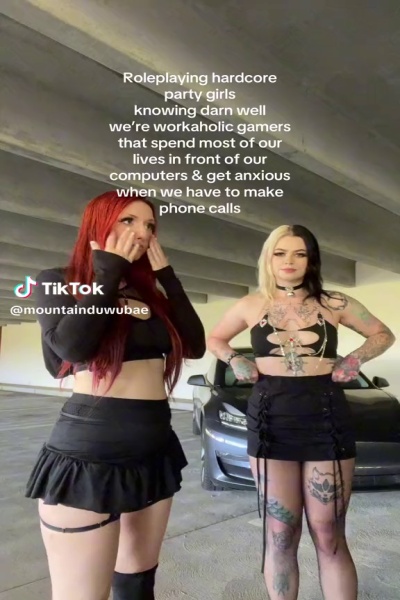 Roleplaying hardcore
party girls
knowing darn well
we're workaholic gamers
that spend most of our
lives in front of our
computers & get anxious
when we have to make
phone calls
TikTok
@mountainduwubae